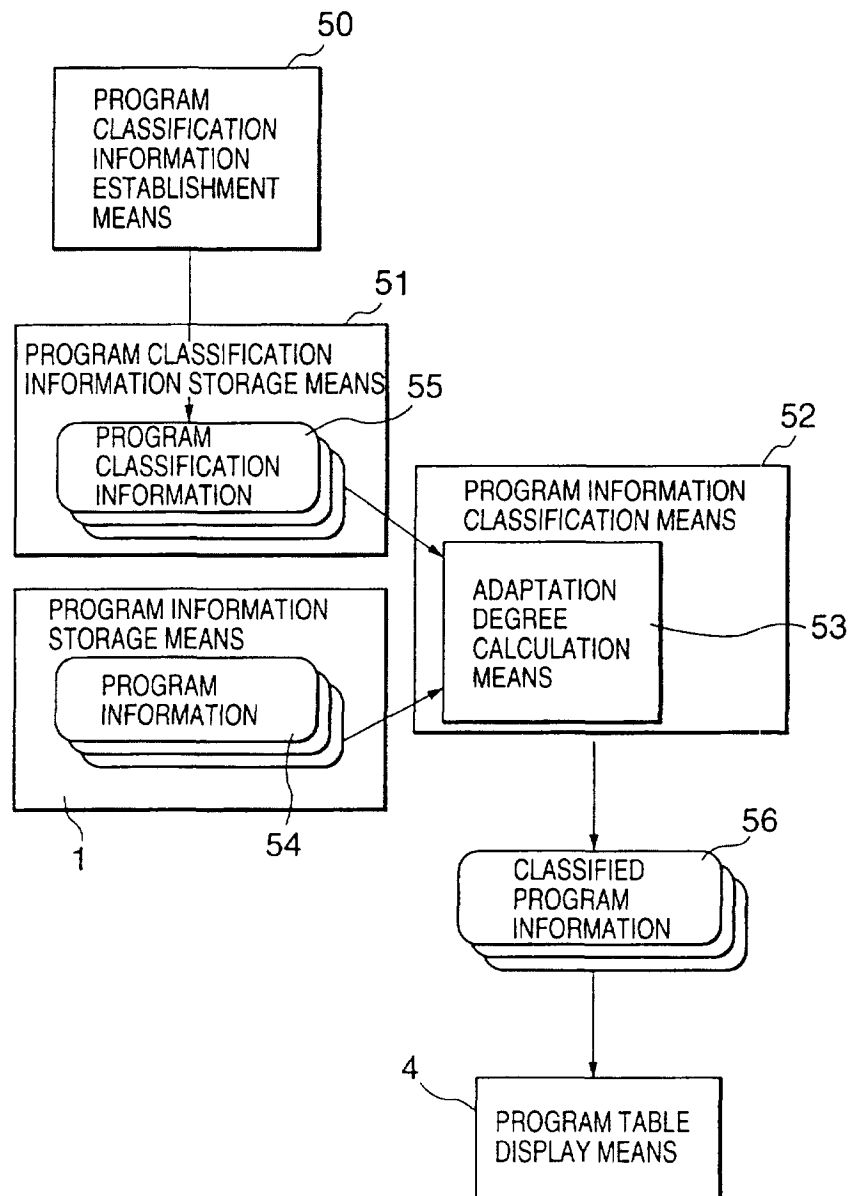 50
PROGRAM
CLASSIFICATION
INFORMATION
ESTABLISHMENT
MEANS
51
PROGRAM CLASSIFICATION
INFORMATION STORAGE MEANS
55
PROGRAM
CLASSIFICATION
INFORMATION
52
PROGRAM INFORMATION
CLASSIFICATION MEANS
ADAPTATION
DEGREE
CALCULATION
MEANS
53
PROGRAM INFORMATION
STORAGE MEANS
PROGRAM
INFORMATION
1
54
56
CLASSIFIED
PROGRAM
INFORMATION
4
PROGRAM TABLE
DISPLAY MEANS